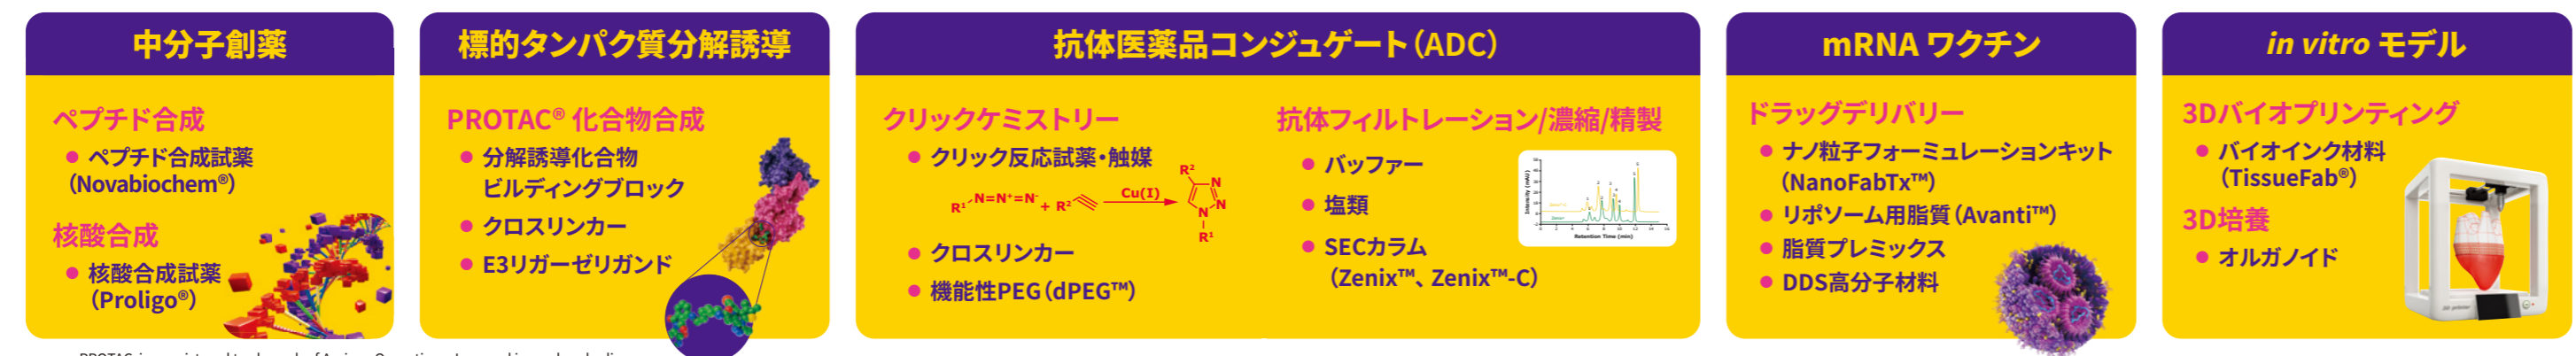 中分子創薬
ペプチド合成
● ペプチド合成試薬
（Novabiochem®）
核酸合成
● 核酸合成試薬
（Proligo®）
標的タンパク質分解誘導
PROTAC® 化合物合成
● 分解誘導化合物
ビルディングブロック
● クロスリンカー
● E3リガーゼリガンド
抗体医薬品コンジュゲート（ADC）
クリックケミストリー
● クリック反応試薬・触媒
R¹-N=N⁺=N⁻ + R² Cu(I) R² N N N R¹
● クロスリンカー
● 機能性PEG（dPEG™）
抗体フィルトレーション/濃縮/精製
● バッファー
● 塩類
● SECカラム
（Zenix™、Zenix™-C）
Intensity (mAU)
Retention Time (min)
mRNA ワクチン
ドラッグデリバリー
● ナノ粒子フォーミュレーションキット
（NanoFabTx™）
● リポソーム用脂質（Avanti™）
● 脂質プレミックス
● DDS高分子材料
in vitro モデル
3Dバイオプリンティング
● バイオインク材料
（TissueFab®）
3D培養
● オルガノイド